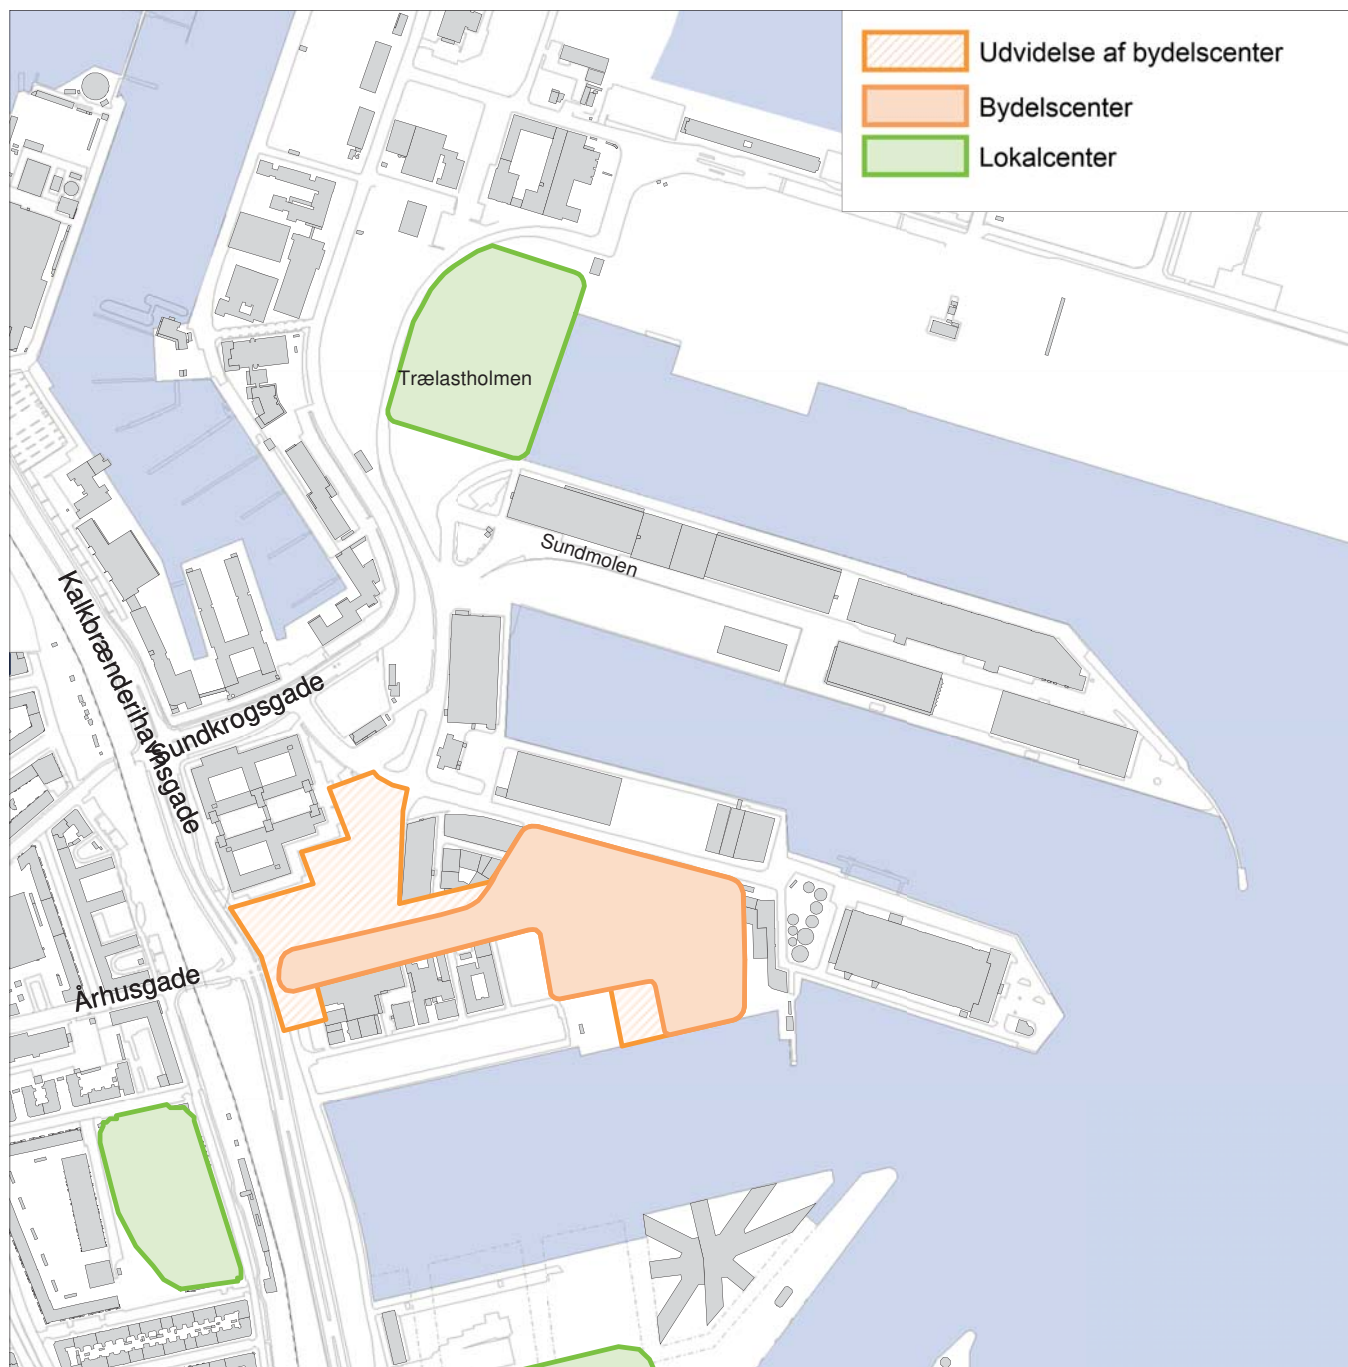 Udvidelse af bydelscenter
Bydelscenter
Lokalcenter
Trælastholmen
Sundmolen
Kalkbrænderihavnsgade
Sundkrogsgade
Århusgade